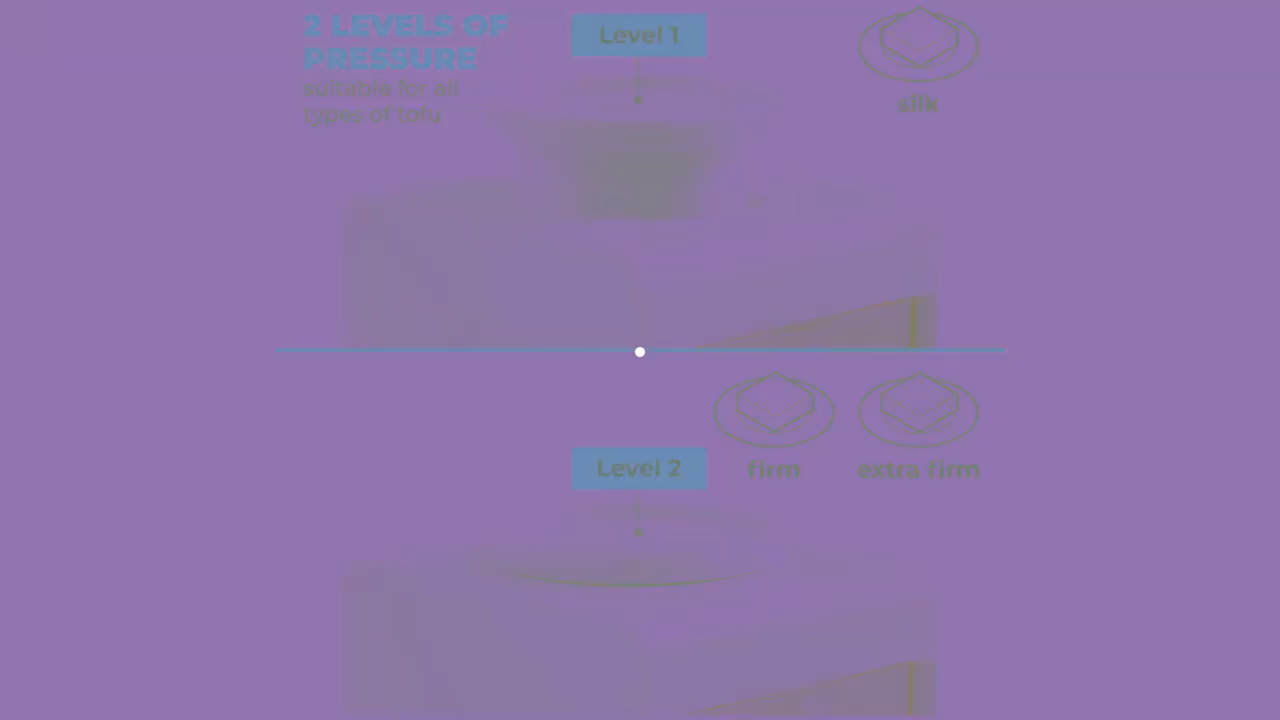 2 LEVELS OF
PRESSURE
suitable for all
types of tofu
Level 1
silk
Level 2
firm
extra firm